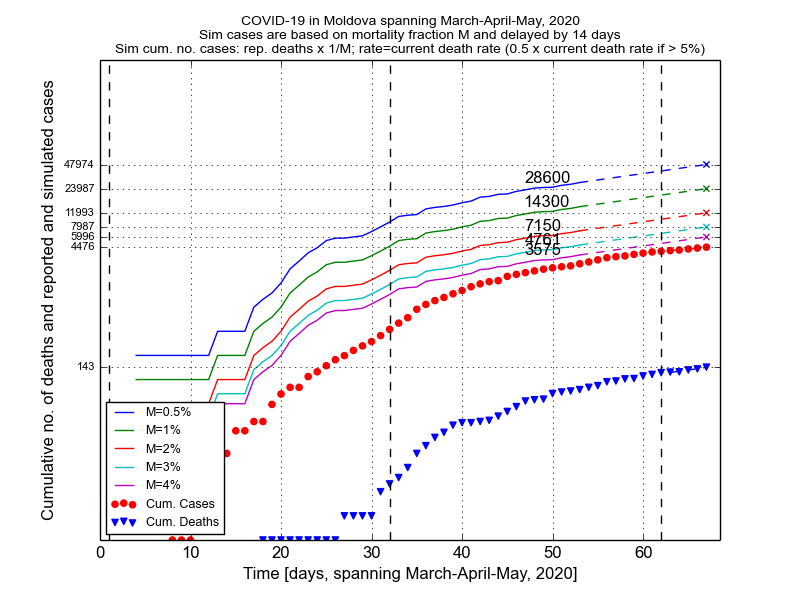 COVID-19 in Moldova spanning March-April-May, 2020
Sim cases are based on mortality fraction M and delayed by 14 days
Sim cum. no. cases: rep. deaths x 1/M; rate=current death rate (0.5 x current death rate if > 5%)
Cumulative no. of deaths and reported and simulated cases
47974
23987
11993
7987
5996
4476
143
28600
14300
7150
4761
3575
M=0.5%
M=1%
M=2%
M=3%
M=4%
Cum. Cases
Cum. Deaths
0 10 20 30 40 50 60
Time [days, spanning March-April-May, 2020]